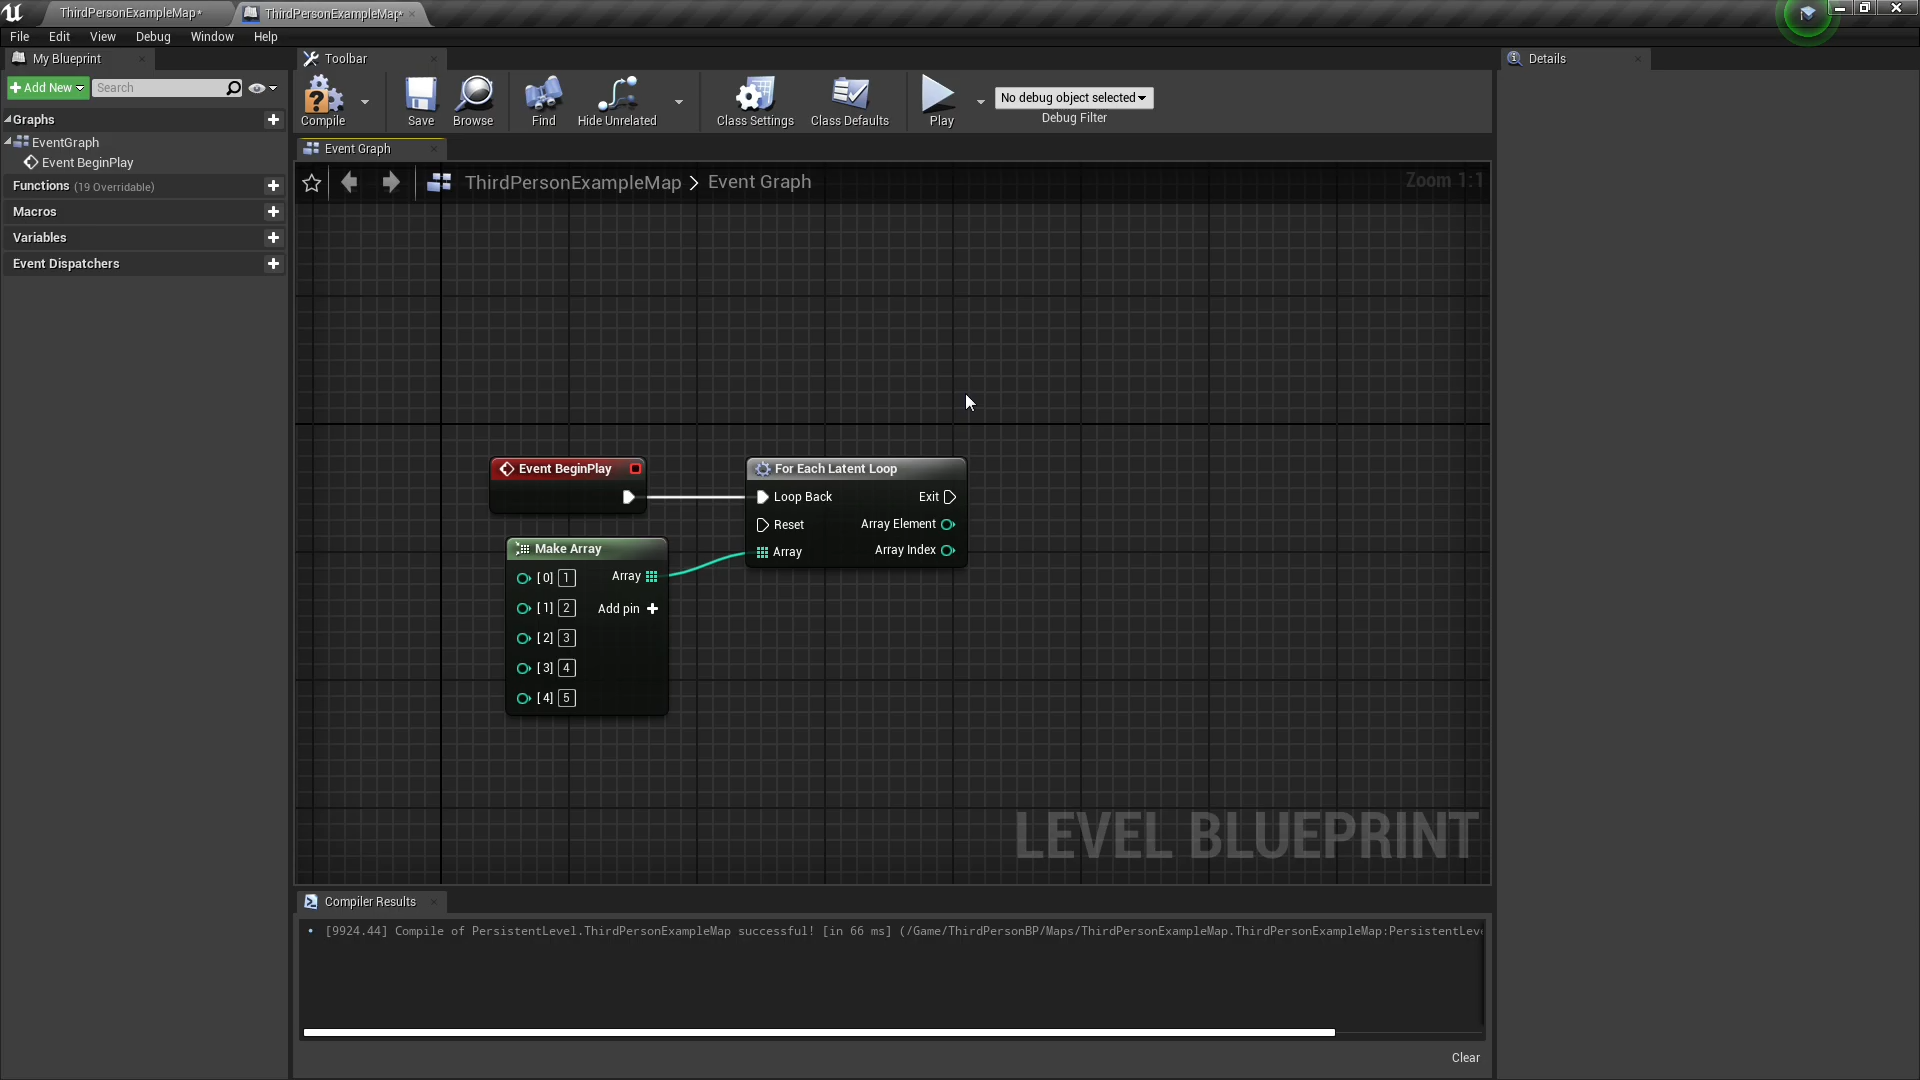 ThirdPersonExampleMap*
ThirdPersonExampleMap*
File Edit View Debug Window Help
My Blueprint
Toolbar
Details
Add New
Search
Compile
Save
Browse
Find
Hide Unrelated
Class Settings
Class Defaults
Play
No debug object selected
Debug Filter
Graphs
EventGraph
Event BeginPlay
Functions (19 Overridable)
Macros
Variables
Event Dispatchers
Event Graph
ThirdPersonExampleMap > Event Graph
Zoom 1:1
Event BeginPlay
For Each Latent Loop
Loop Back
Exit
Reset
Array Element
Array
Array Index
Make Array
[0] 1
Array
[1] 2
Add pin
[2] 3
[3] 4
[4] 5
LEVEL BLUEPRINT
Compiler Results
[9924.44] Compile of PersistentLevel.ThirdPersonExampleMap successful! [in 66 ms] (/Game/ThirdPersonBP/Maps/ThirdPersonExampleMap.ThirdPersonExampleMap:PersistentLev
Clear